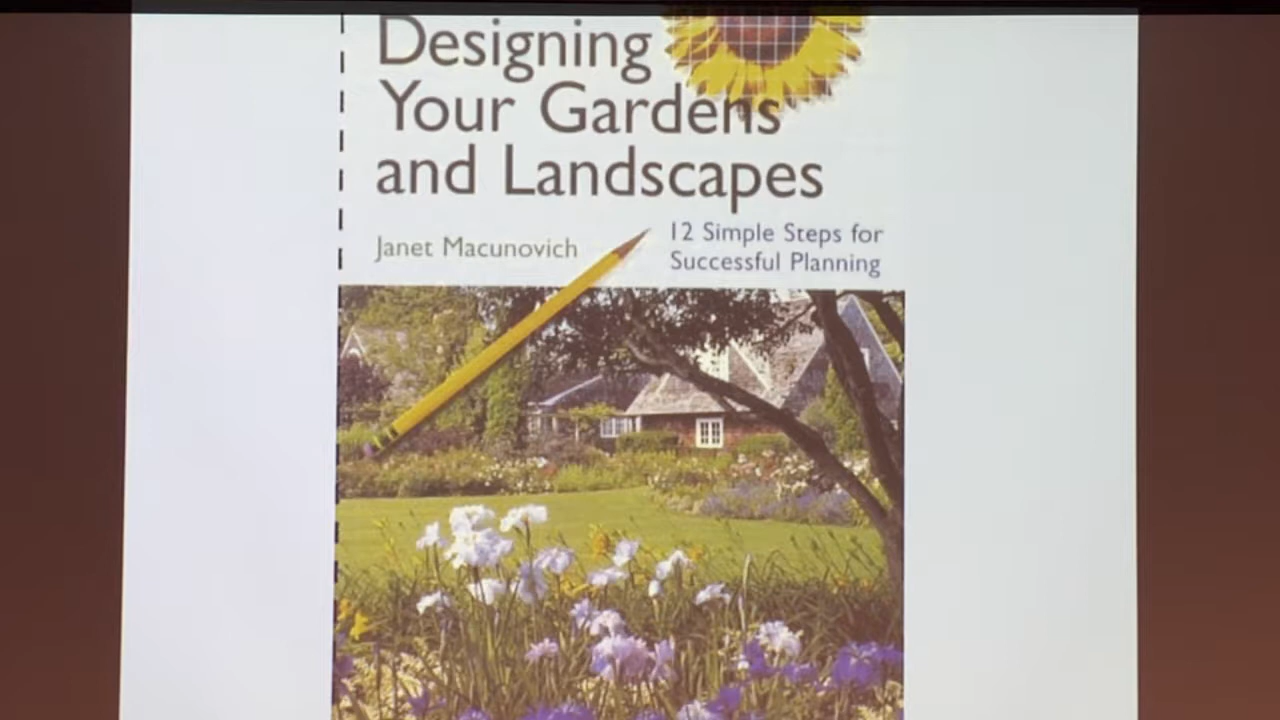 Designing
Your Gardens
and Landscapes
Janet Macunovich
12 Simple Steps for
Successful Planning